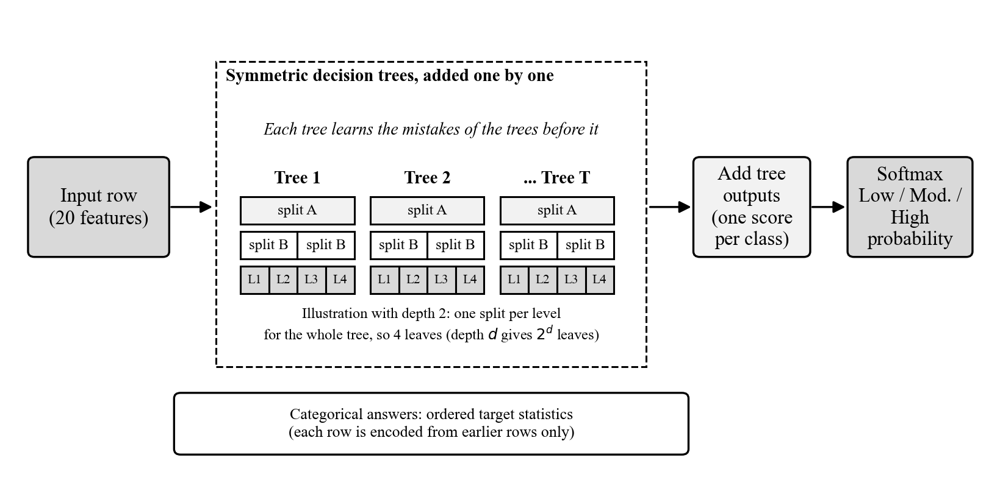 Symmetric decision trees, added one by one
Each tree learns the mistakes of the trees before it
Input row
(20 features)
Tree 1
Tree 2
... Tree T
split A
split A
split A
split B
split B
split B
split B
split B
split B
L1
L2
L3
L4
L1
L2
L3
L4
L1
L2
L3
L4
Illustration with depth 2: one split per level
for the whole tree, so 4 leaves (depth d gives 2^d leaves)
Add tree
outputs
(one score
per class)
Softmax
Low / Mod. /
High
probability
Categorical answers: ordered target statistics
(each row is encoded from earlier rows only)